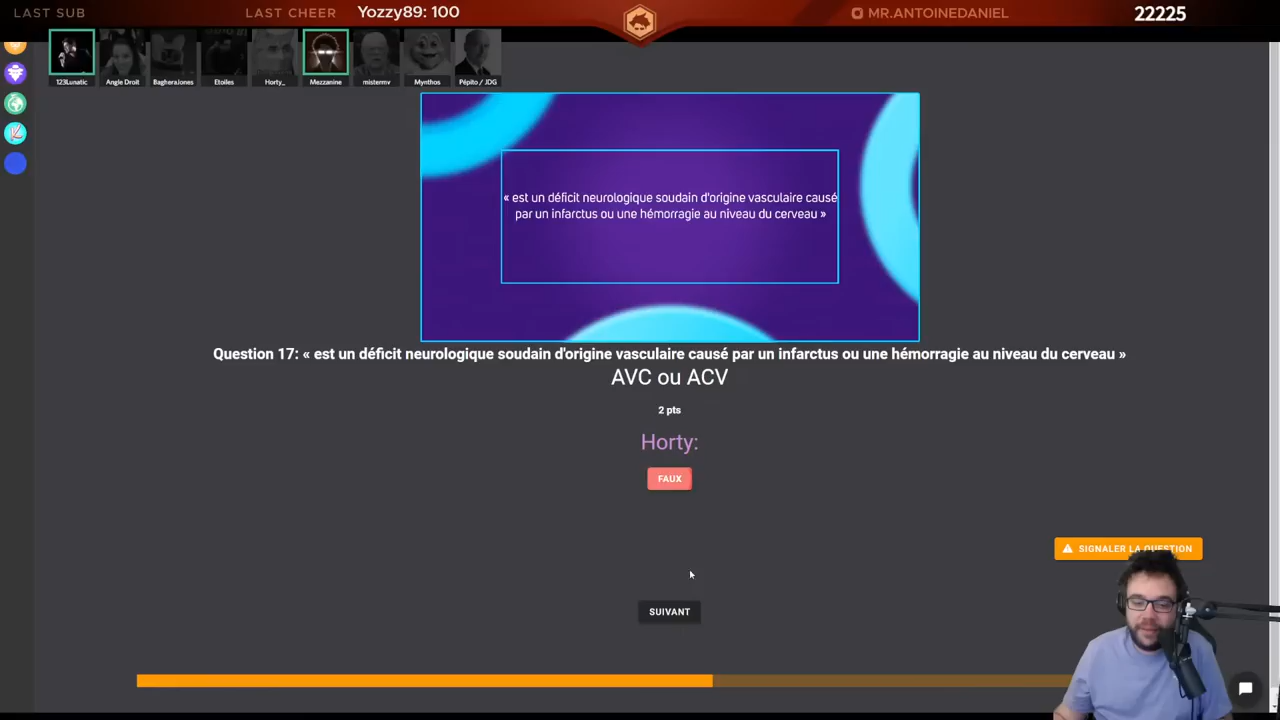 LAST SUB
LAST CHEER
Yozzy89: 100
MR.ANTOINEDANIEL
22225
123Lunatic
Angle Droit
BagheraJones
Etoiles
Horty_
Mezzanine
mistermv
Mynthos
Pépito / JDG
« est un déficit neurologique soudain d'origine vasculaire causé
par un infarctus ou une hémorragie au niveau du cerveau »
Question 17: « est un déficit neurologique soudain d'origine vasculaire causé par un infarctus ou une hémorragie au niveau du cerveau »
AVC ou ACV
2 pts
Horty:
FAUX
SIGNALER LA QUESTION
SUIVANT